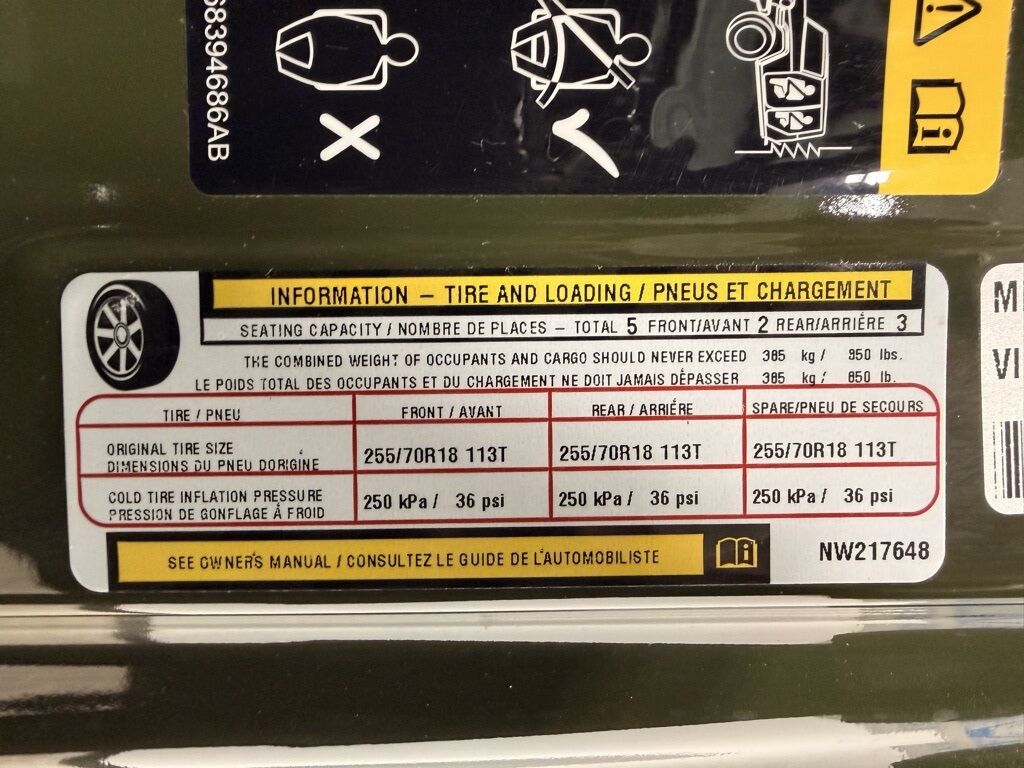 68394686AB
INFORMATION – TIRE AND LOADING / PNEUS ET CHARGEMENT
SEATING CAPACITY / NOMBRE DE PLACES – TOTAL 5 FRONT/AVANT 2 REAR/ARRIÉRE 3
THE COMBINED WEIGHT OF OCCUPANTS AND CARGO SHOULD NEVER EXCEED 385 kg / 850 lbs.
LE POIDS TOTAL DES OCCUPANTS ET DU CHARGEMENT NE DOIT JAMAIS DÉPASSER 385 kg / 850 lb.
TIRE / PNEU FRONT / AVANT REAR / ARRIÉRE SPARE/PNEU DE SECOURS
ORIGINAL TIRE SIZE
DIMENSIONS DU PNEU DORIGINE
255/70R18 113T 255/70R18 113T 255/70R18 113T
COLD TIRE INFLATION PRESSURE
PRESSION DE GONFLAGE À FROID
250 kPa / 36 psi 250 kPa / 36 psi 250 kPa / 36 psi
SEE OWNER'S MANUAL / CONSULTEZ LE GUIDE DE L'AUTOMOBILISTE
NW217648
VI